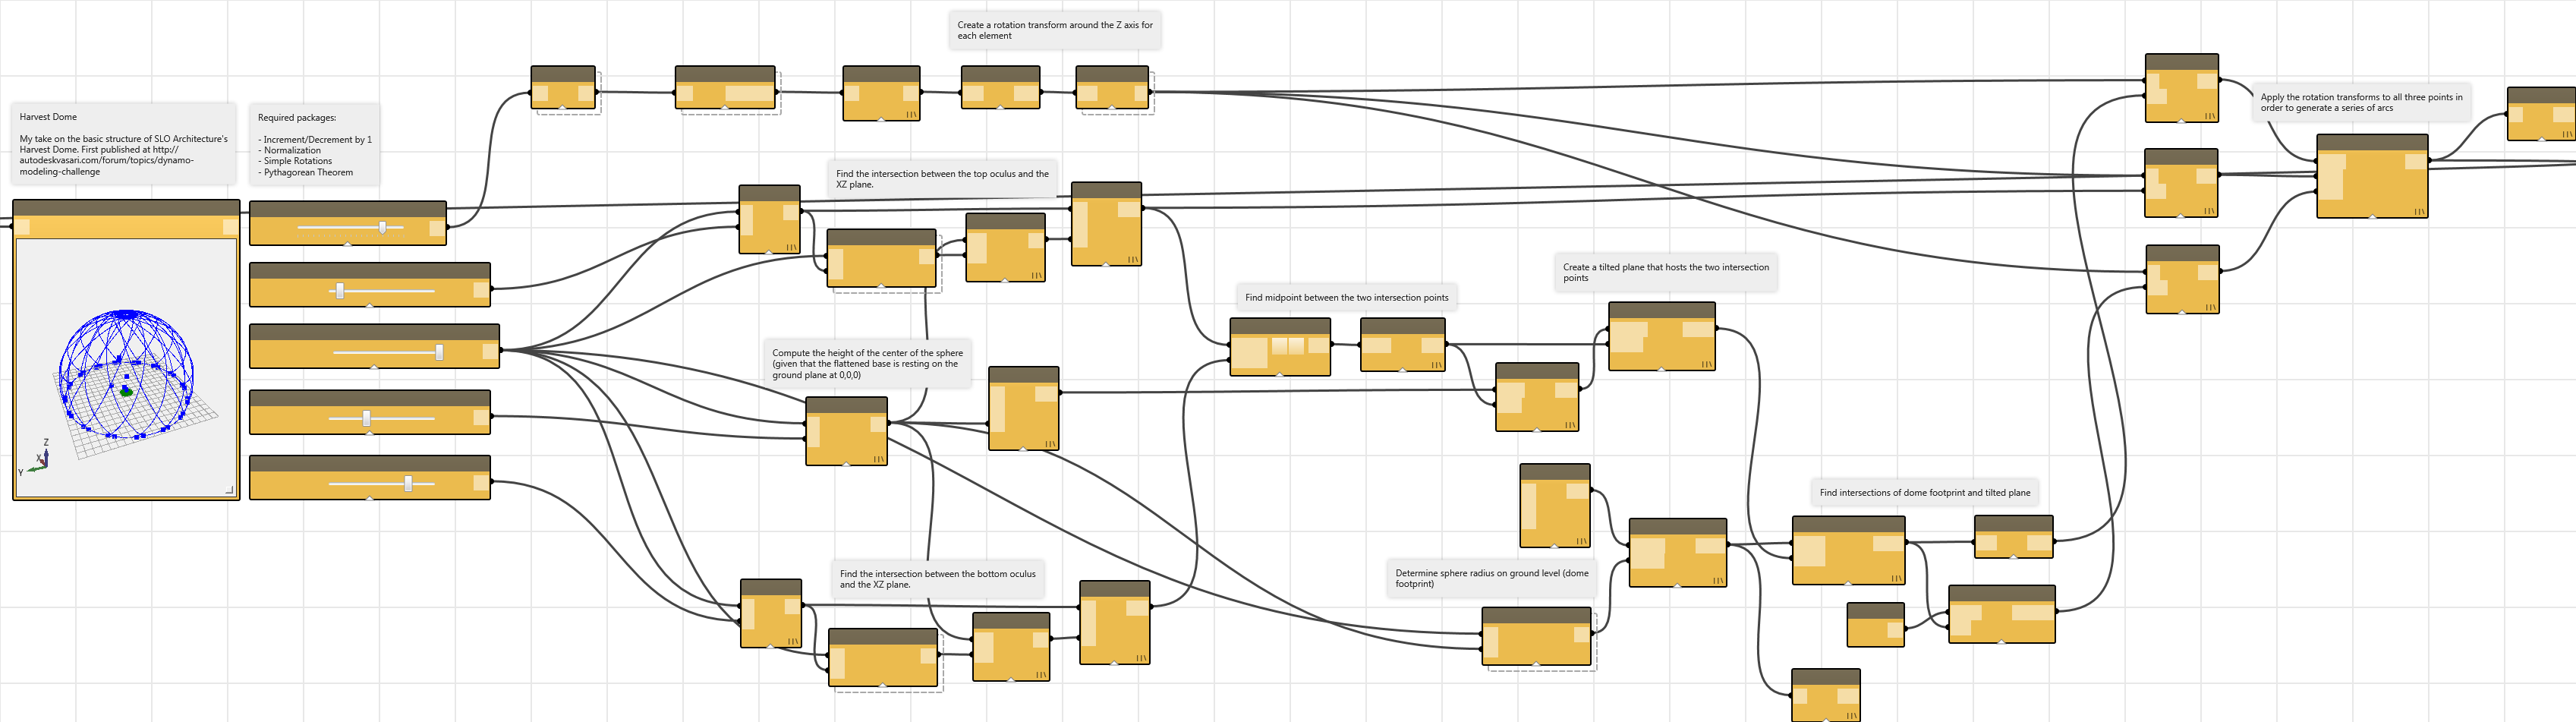 Create a rotation transform around the Z axis for
each element
Harvest Dome
My take on the basic structure of SLO Architecture's
Harvest Dome. First published at http://
autodeskvasari.com/forum/topics/dynamo-
modeling-challenge
Required packages:
- Increment/Decrement by 1
- Normalization
- Simple Rotations
- Pythagorean Theorem
Apply the rotation transforms to all three points in
order to generate a series of arcs
Find the intersection between the top oculus and the
XZ plane.
Create a tilted plane that hosts the two intersection
points
Find midpoint between the two intersection points
Compute the height of the center of the sphere
(given that the flattened base is resting on the
ground plane at 0,0,0)
Z
X
Y
Find intersections of dome footprint and tilted plane
Find the intersection between the bottom oculus
and the XZ plane.
Determine sphere radius on ground level (dome
footprint)